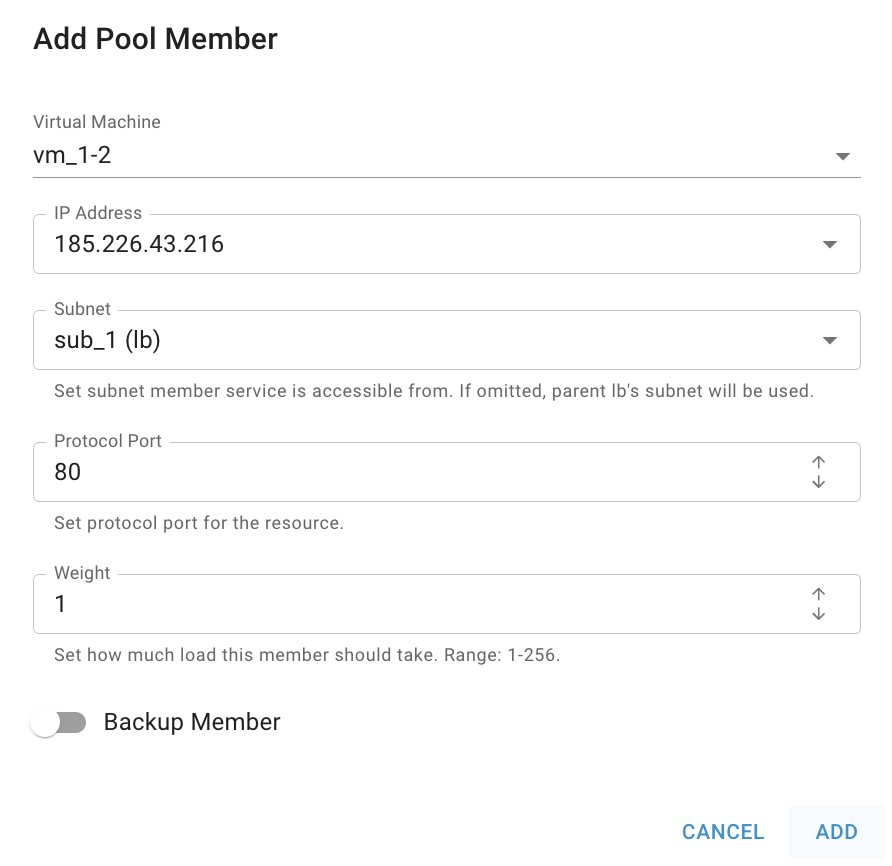 Add Pool Member
Virtual Machine
vm_1-2
IP Address
185.226.43.216
Subnet
sub_1 (lb)
Set subnet member service is accessible from. If omitted, parent lb's subnet will be used.
Protocol Port
80
Set protocol port for the resource.
Weight
1
Set how much load this member should take. Range: 1-256.
Backup Member
CANCEL ADD